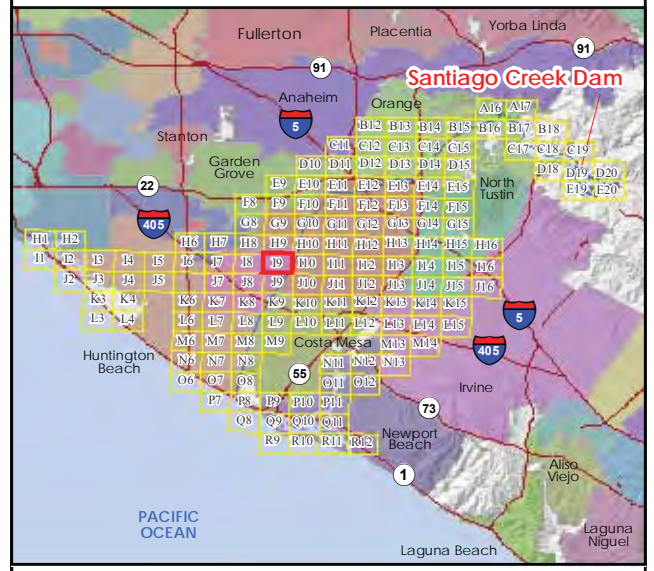 Fullerton
Placentia
Yorba Linda
91
91
Santiago Creek Dam
Anaheim
Orange
A16 A17
5
B12 B13 B14 B15 B16 B17 B18
Stanton
C11 C12 C13 C14 C15 C17 C18 C19
Garden
Grove
D10 D11 D12 D13 D14 D15 D18 D19 D20
22
E9 E10 E11 E12 E13 E14 E15 E19 E20
North
Tustin
F8 F9 F10 F11 F12 F13 F14 F15
405
G8 G9 G10 G11 G12 G13 G14 G15
H1 H2 H6 H7 H8 H9 H10 H11 H12 H13 H14 H15 H16
I1 I2 I3 I4 I5 I6 I7 I8 I9 I10 I11 I12 I13 I14 I15 I16
J2 J3 J4 J5 J7 J8 J9 J10 J11 J12 J13 J14 J15 J16
K3 K4 K6 K7 K8 K9 K10 K11 K12 K13 K14 K15
5
L3 L4 L6 L7 L8 L9 L10 L11 L12 L13 L14 L15
M6 M7 M8 M9 Costa Mesa M13 M14
405
Huntington
Beach
N6 N7 N8 N11 N12 N13
55
O6 O7 O8 O11 O12
Irvine
P7 P8 P9 P10 P11
73
Q8 Q9 Q10 Q11
R9 R10 R11 R12
Newport
Beach
1
Aliso
Viejo
PACIFIC
OCEAN
Laguna
Niguel
Laguna Beach